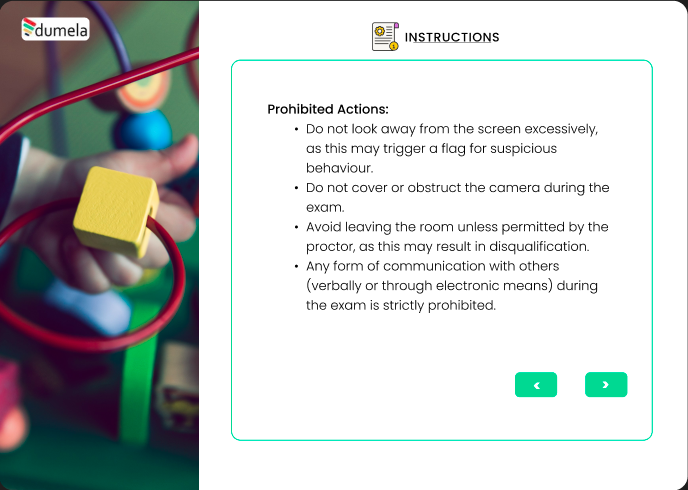 Edumela
INSTRUCTIONS
Prohibited Actions:
• Do not look away from the screen excessively,
as this may trigger a flag for suspicious
behaviour.
• Do not cover or obstruct the camera during the
exam.
• Avoid leaving the room unless permitted by the
proctor, as this may result in disqualification.
• Any form of communication with others
(verbally or through electronic means) during
the exam is strictly prohibited.